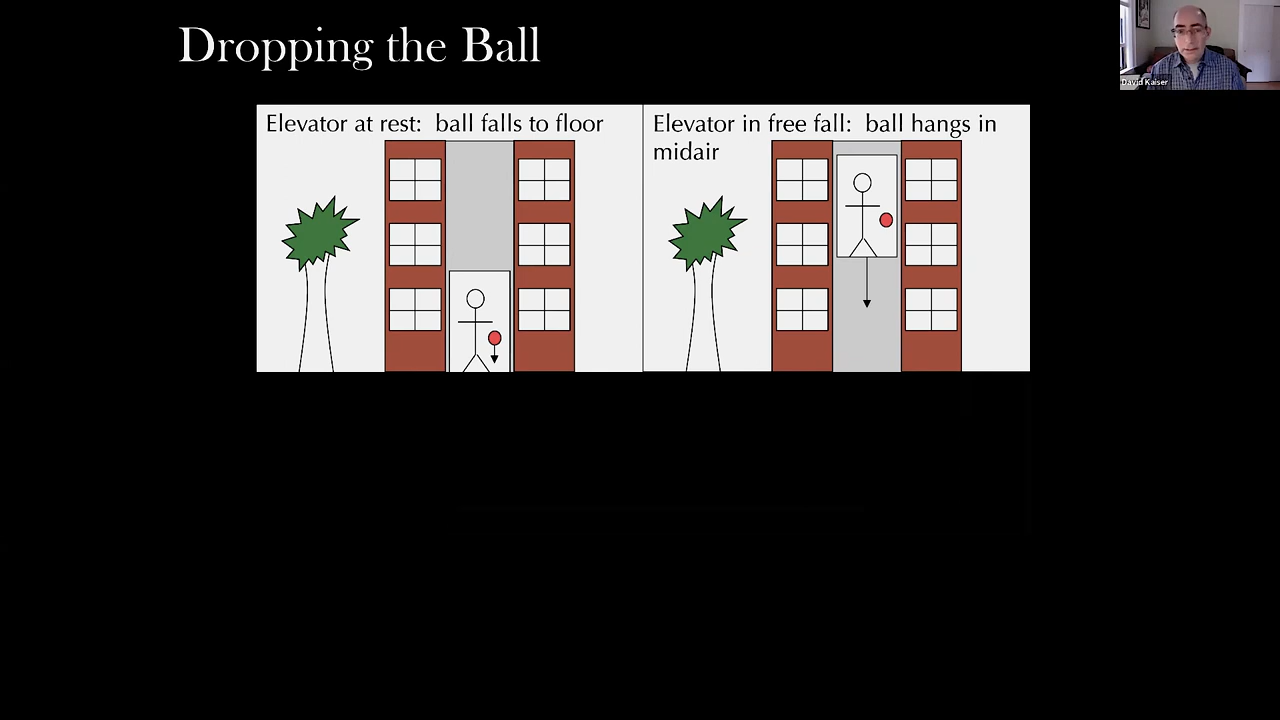 Dropping the Ball
David Kaiser
Elevator at rest:  ball falls to floor
Elevator in free fall:  ball hangs in
midair